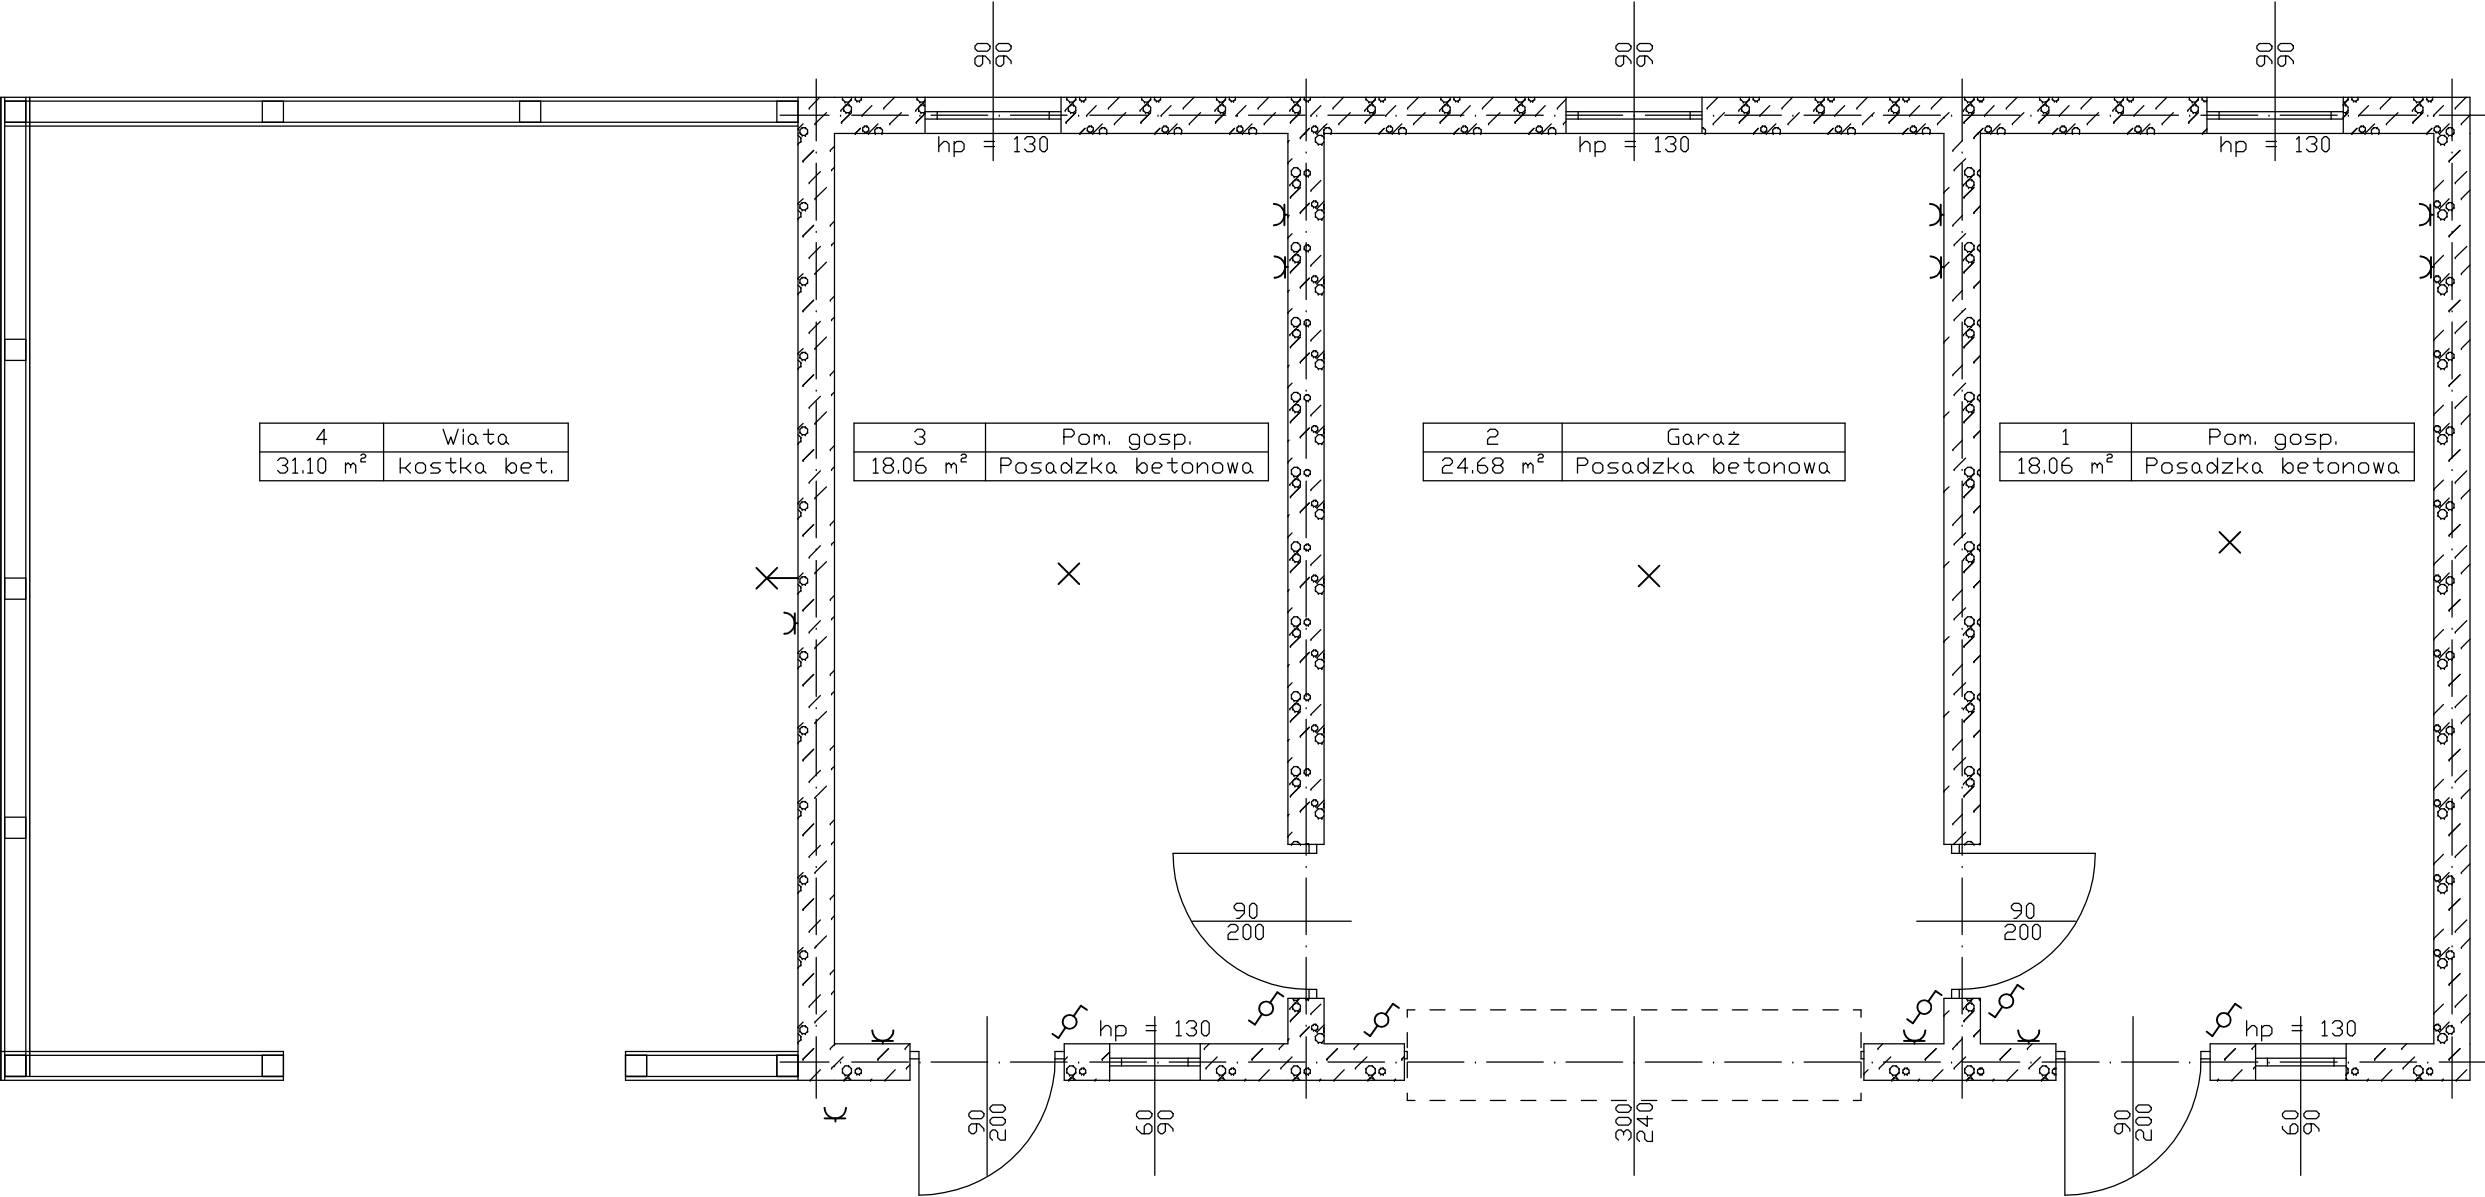 90
90
90
90
90
90
hp = 130
hp = 130
hp = 130
4 Wiata
31.10 m² kostka bet.
3 Pom. gosp.
18.06 m² Posadzka betonowa
2 Garaż
24.68 m² Posadzka betonowa
1 Pom. gosp.
18.06 m² Posadzka betonowa
90
200
90
200
hp = 130
hp = 130
90
200
60
90
300
240
90
200
60
90